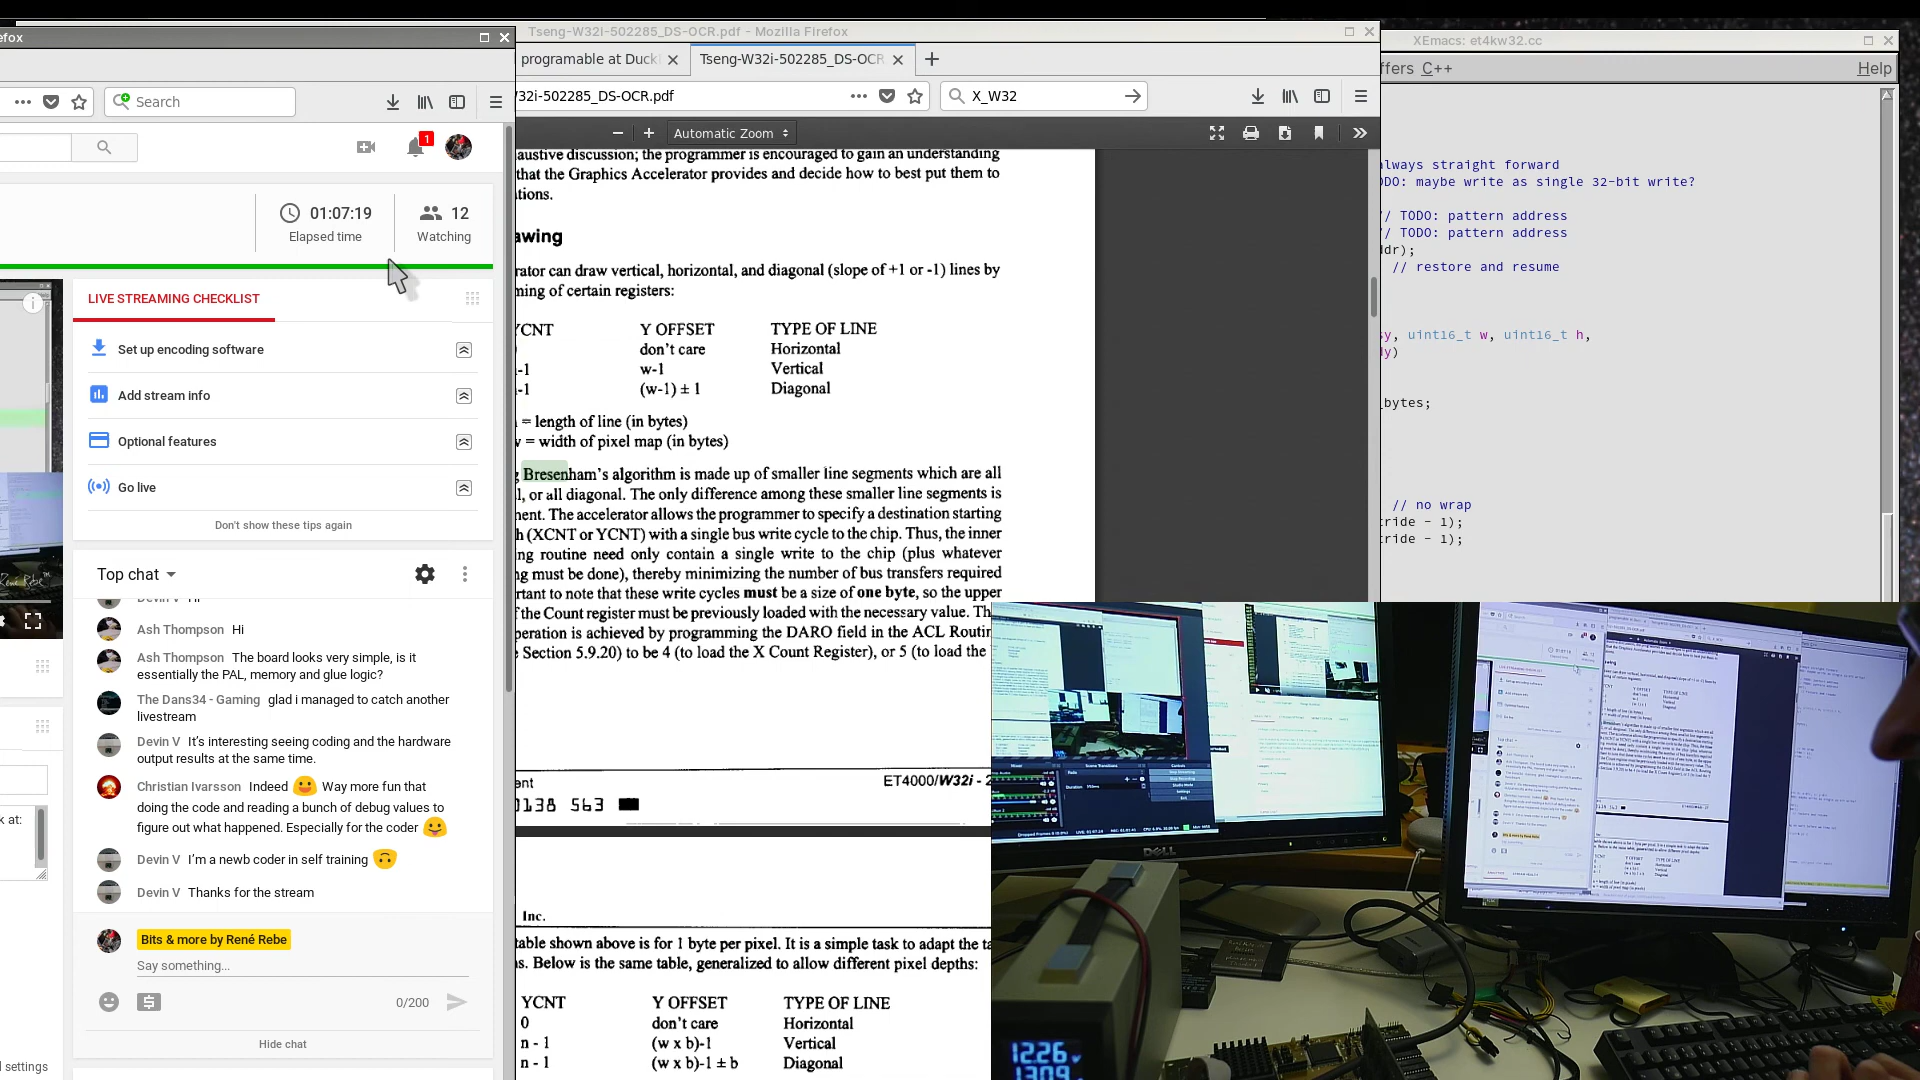 efox
Search
1
01:07:19
Elapsed time
12
Watching
LIVE STREAMING CHECKLIST
Set up encoding software
Add stream info
Optional features
Go live
Don't show these tips again
Top chat
Devin V Hi
Ash Thompson Hi
Ash Thompson The board looks very simple, is it
essentially the PAL, memory and glue logic?
The Dans34 - Gaming glad i managed to catch another
livestream
Devin V It's interesting seeing coding and the hardware
output results at the same time.
Christian Ivarsson Indeed 😛 Way more fun that
doing the code and reading a bunch of debug values to
figure out what happened. Especially for the coder 😛
Devin V I'm a newb coder in self training 🙃
Devin V Thanks for the stream
Bits & more by René Rebe
Say something...
0/200
Hide chat
k at:
settings
Tseng-W32i-502285_DS-OCR.pdf - Mozilla Firefox
programable at Duck
Tseng-W32i-502285_DS-OCR
32i-502285_DS-OCR.pdf
X_W32
Automatic Zoom
austive discussion; the programmer is encouraged to gain an understanding
that the Graphics Accelerator provides and decide how to best put them to
tions.
awing
rator can draw vertical, horizontal, and diagonal (slope of +1 or -1) lines by
ming of certain registers:
YCNT Y OFFSET TYPE OF LINE
don't care Horizontal
-1 w-1 Vertical
-1 (w-1) ± 1 Diagonal
= length of line (in bytes)
= width of pixel map (in bytes)
Bresenham's algorithm is made up of smaller line segments which are all
l, or all diagonal. The only difference among these smaller line segments is
nent. The accelerator allows the programmer to specify a destination starting
h (XCNT or YCNT) with a single bus write cycle to the chip. Thus, the inner
ng routine need only contain a single write to the chip (plus whatever
ng must be done), thereby minimizing the number of bus transfers required
rtant to note that these write cycles must be a size of one byte, so the upper
f the Count register must be previously loaded with the necessary value. Th
peration is achieved by programming the DARO field in the ACL Routin
Section 5.9.20) to be 4 (to load the X Count Register), or 5 (to load the
ent
ET4000/W32i - 2
0138 563
Inc.
table shown above is for 1 byte per pixel. It is a simple task to adapt the ta
s. Below is the same table, generalized to allow different pixel depths:
YCNT Y OFFSET TYPE OF LINE
0 don't care Horizontal
n - 1 (w x b)-1 Vertical
n - 1 (w x b)-1 ± b Diagonal
XEmacs: et4kw32.cc
ffers C++
Help
always straight forward
TODO: maybe write as single 32-bit write?
// TODO: pattern address
// TODO: pattern address
ddr);
// restore and resume
sy, uint16_t w, uint16_t h,
dy)
_bytes;
// no wrap
tride - 1);
tride - 1);
DELL
12.26
1309